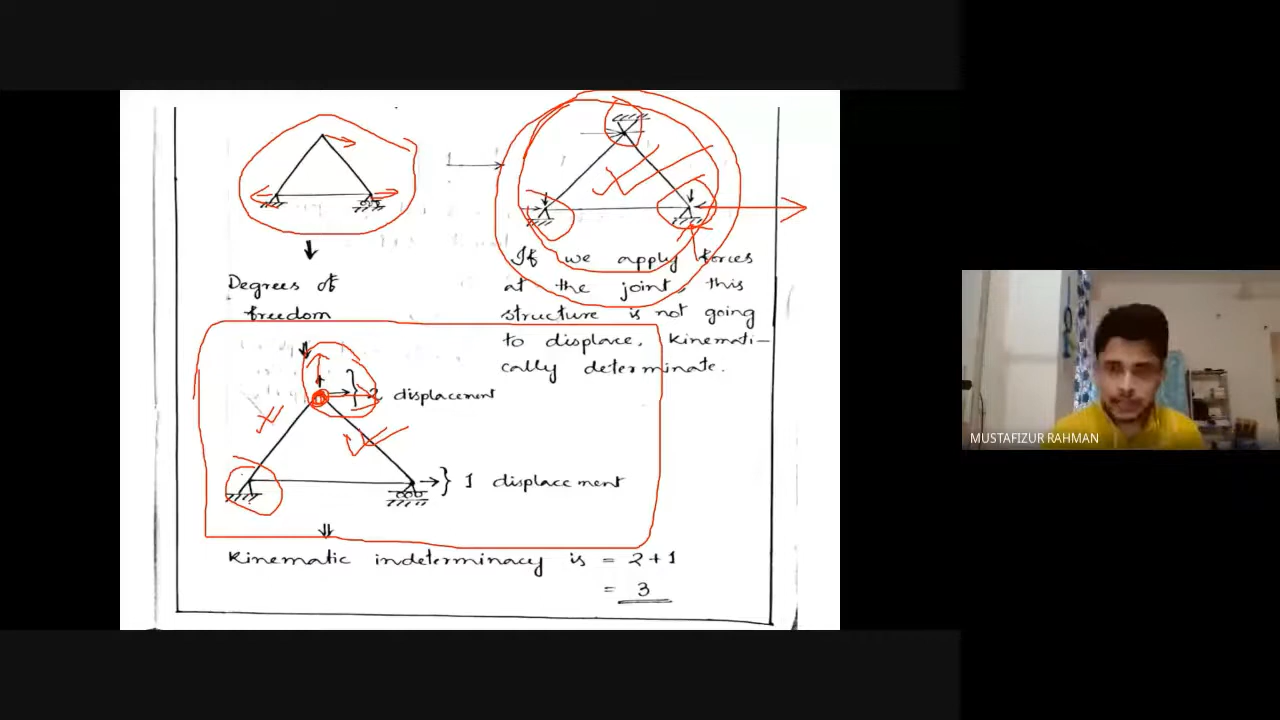 Degrees of
freedom
If we apply forces
at the joint, this
structure is not going
to displace, kinemati-
cally determinate.
2 displacement
} 1 displacement
Kinematic indeterminacy is = 2+1
= 3
MUSTAFIZUR RAHMAN